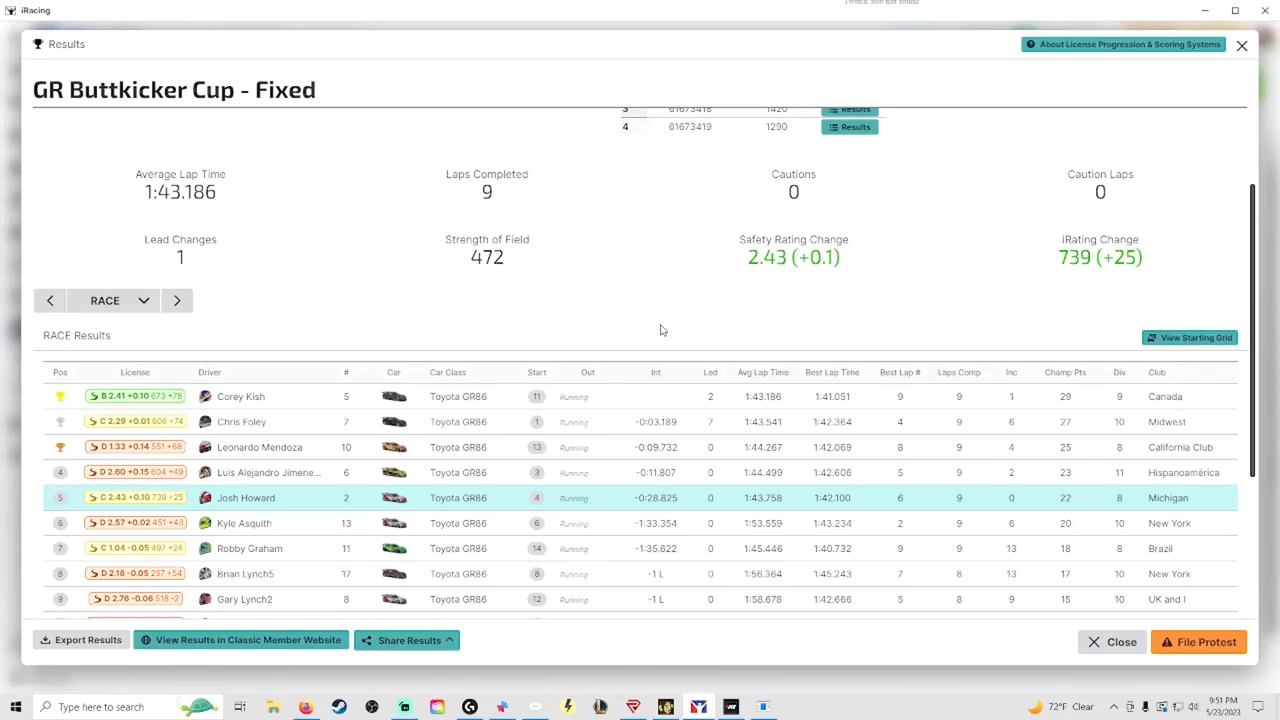 iRacing
Twitch Sub not found
Results
About License Progression & Scoring Systems
GR Buttkicker Cup - Fixed
3 61673418 1420 Results
4 61673419 1290 Results
Average Lap Time Laps Completed Cautions Caution Laps
1:43.186 9 0 0
Lead Changes Strength of Field Safety Rating Change iRating Change
1 472 2.43 (+0.1) 739 (+25)
RACE
RACE Results
View Starting Grid
Pos License Driver # Car Car Class Start Out Int Led Avg Lap Time Best Lap Time Best Lap # Laps Comp Inc Champ Pts Div Club
B 2.41 +0.10 673 +78 Corey Kish 5 Toyota GR86 11 Running 2 1:43.186 1:41.051 9 9 1 29 9 Canada
C 2.29 +0.01 606 +74 Chris Foley 7 Toyota GR86 1 Running -0:03.189 7 1:43.541 1:42.364 4 9 6 27 10 Midwest
D 1.33 +0.14 551 +68 Leonardo Mendoza 10 Toyota GR86 13 Running -0:09.732 0 1:44.267 1:42.069 8 9 4 25 8 California Club
4 D 2.60 +0.15 604 +49 Luis Alejandro Jimene... 6 Toyota GR86 3 Running -0:11.807 0 1:44.499 1:42.606 5 9 2 23 11 Hispanoamérica
5 C 2.43 +0.10 739 +25 Josh Howard 2 Toyota GR86 4 Running -0:28.825 0 1:43.758 1:42.100 6 9 0 22 8 Michigan
6 D 2.57 +0.02 451 +43 Kyle Asquith 13 Toyota GR86 6 Running -1:33.354 0 1:53.559 1:43.234 2 9 6 20 10 New York
7 C 1.04 -0.05 497 +24 Robby Graham 11 Toyota GR86 14 Running -1:35.622 0 1:45.446 1:40.732 9 9 13 18 8 Brazil
8 D 2.18 -0.05 257 +54 Brian Lynch5 17 Toyota GR86 8 Running -1 L 0 1:56.364 1:45.243 7 8 13 17 10 New York
9 D 2.76 -0.06 518 -2 Gary Lynch2 8 Toyota GR86 12 Running -1 L 0 1:58.678 1:42.666 5 8 9 15 10 UK and I
Export Results View Results in Classic Member Website Share Results Close File Protest
Type here to search
72°F Clear
9:51 PM
5/23/2023